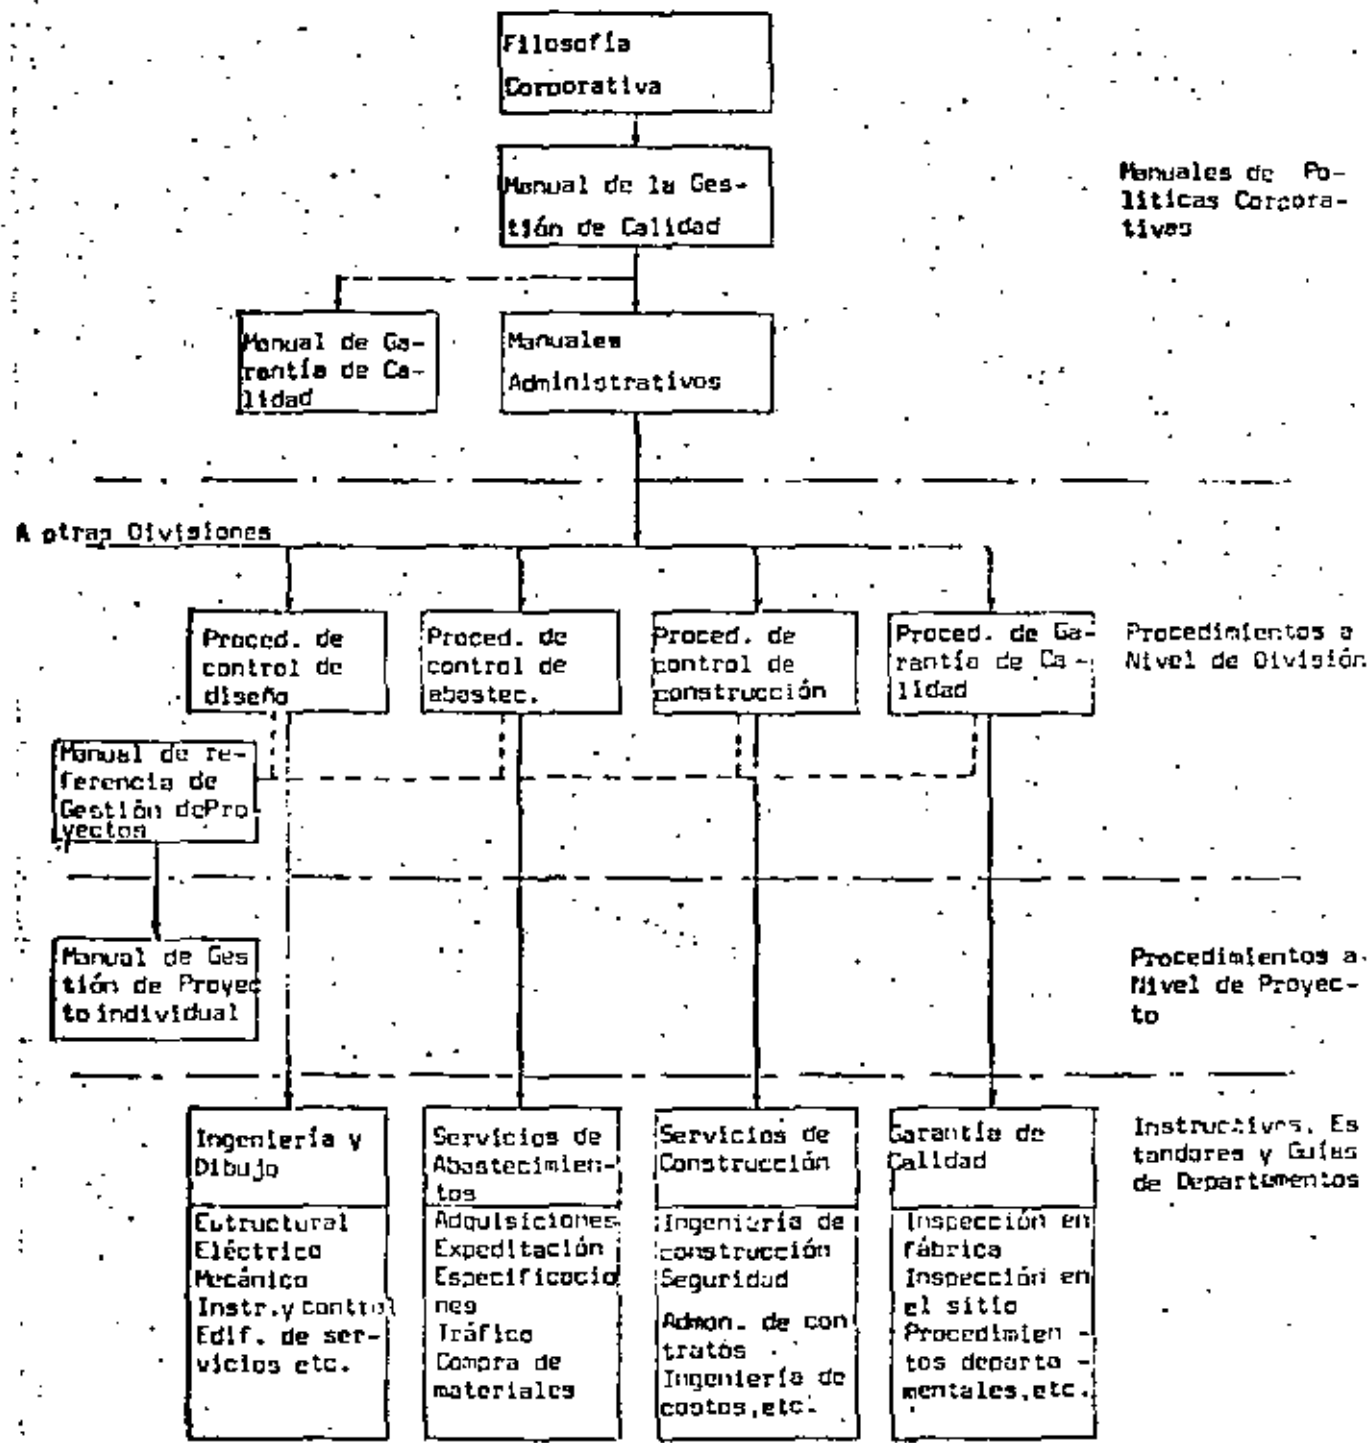 Filosofía
Corporativa
Manual de la Ges-
tión de Calidad
Manuales de Po-
líticas Corpora-
tivas
Manual de Ga-
rantía de Ca-
lidad
Manuales
Administrativos
A otras Divisiones
Proced. de
control de
diseño
Proced. de
control de
abastec.
Proced. de
control de
construcción
Proced. de Ga-
rantía de Ca-
lidad
Procedimientos a
Nivel de División
Manual de re-
ferencia de
Gestión de Pro
yectos
Manual de Ges
tión de Proyec
to individual
Procedimientos a
Nivel de Proyec-
to
Ingeniería y
Dibujo
Estructural
Eléctrico
Mecánico
Instr. y control
Edif. de ser-
vicios etc.
Servicios de
Abastecimien-
tos
Adquisiciones
Expeditación
Especificacio
nes
Tráfico
Compra de
materiales
Servicios de
Construcción
Ingeniería de
construcción
Seguridad
Admon. de con
tratos
Ingeniería de
costos, etc.
Garantía de
Calidad
Inspección en
fábrica
Inspección en
el sitio
Procedimien -
tos departa -
mentales, etc.
Instructivos, Es
tandares y Guías
de Departamentos